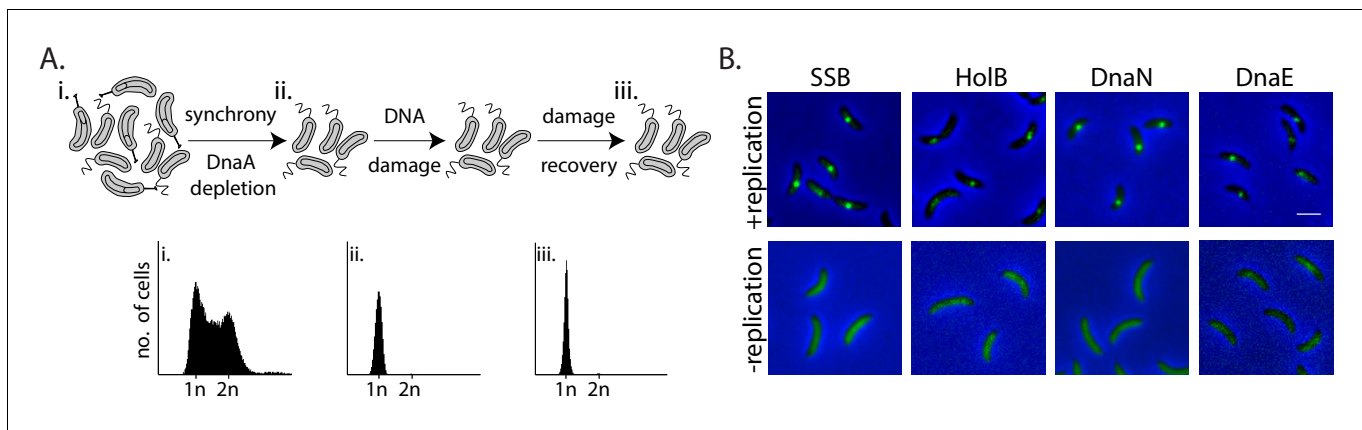 A.
i.
synchrony
DnaA
depletion
ii.
DNA
damage
damage
recovery
iii.
no. of cells
i.
1n 2n
ii.
1n 2n
iii.
1n 2n
B.
SSB HolB DnaN DnaE
+replication
-replication